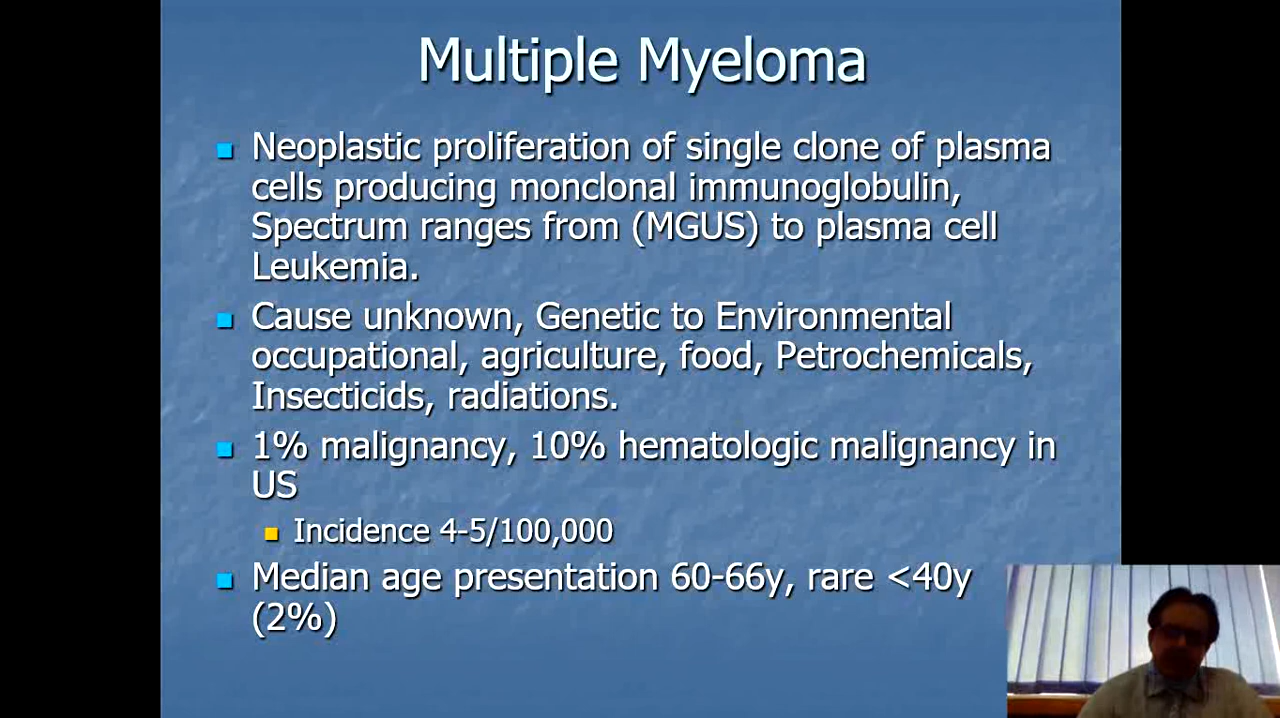 Multiple Myeloma
Neoplastic proliferation of single clone of plasma
cells producing monclonal immunoglobulin,
Spectrum ranges from (MGUS) to plasma cell
Leukemia.
Cause unknown, Genetic to Environmental
occupational, agriculture, food, Petrochemicals,
Insecticids, radiations.
1% malignancy, 10% hematologic malignancy in
US
Incidence 4-5/100,000
Median age presentation 60-66y, rare <40y
(2%)